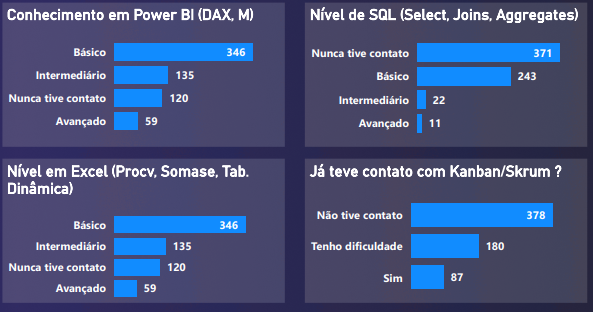 Conhecimento em Power BI (DAX, M)
Básico 346
Intermediário 135
Nunca tive contato 120
Avançado 59
Nível de SQL (Select, Joins, Aggregates)
Nunca tive contato 371
Básico 243
Intermediário 22
Avançado 11
Nível em Excel (Procv, Somase, Tab.
Dinâmica)
Básico 346
Intermediário 135
Nunca tive contato 120
Avançado 59
Já teve contato com Kanban/Skrum ?
Não tive contato 378
Tenho dificuldade 180
Sim 87